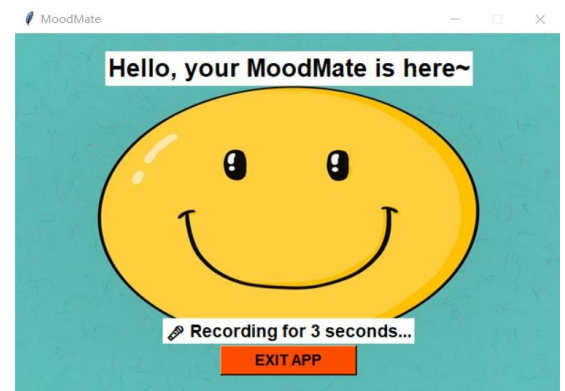 MoodMate
Hello, your MoodMate is here~
🎤 Recording for 3 seconds...
EXIT APP